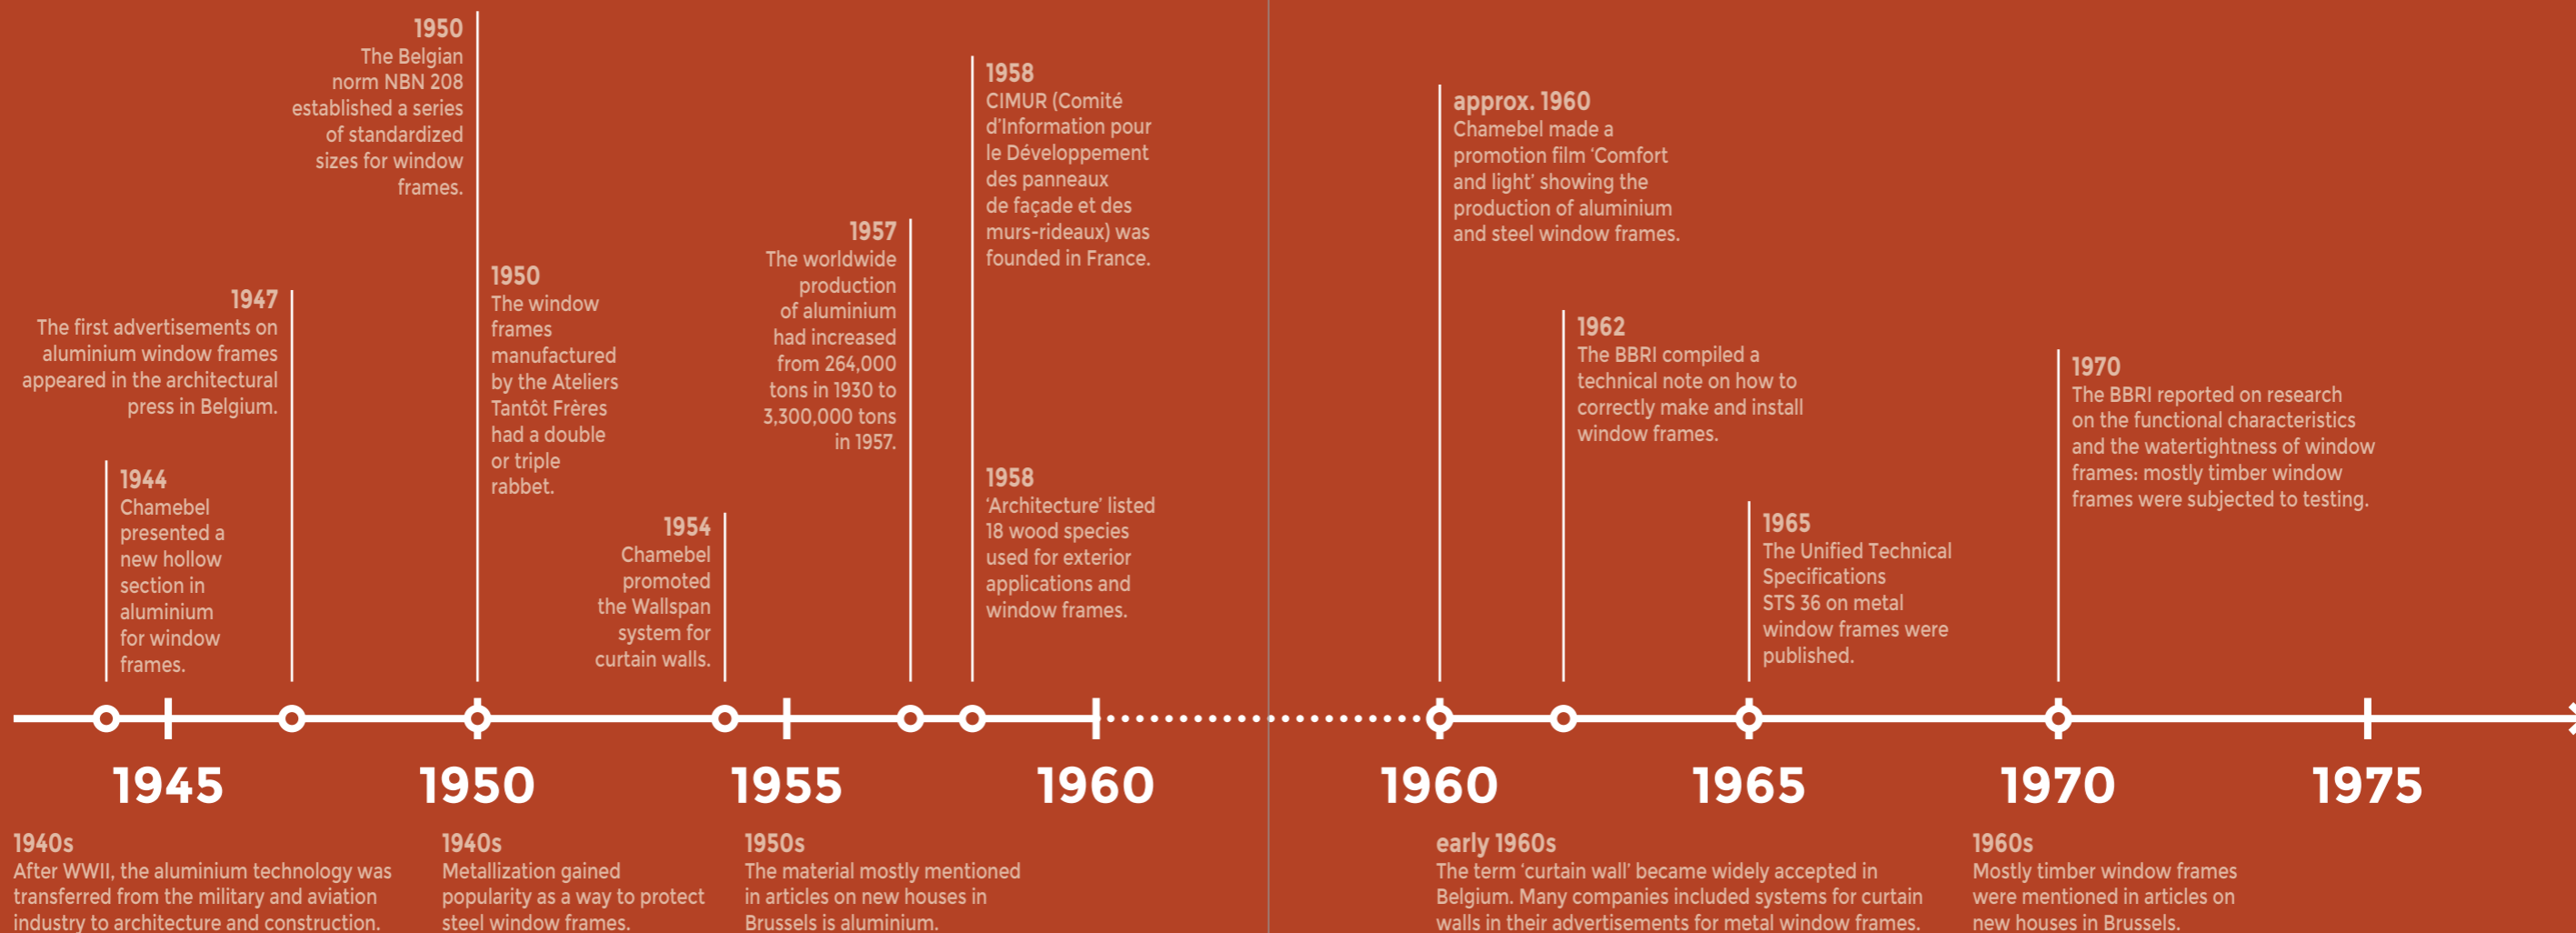 1950
The Belgian
norm NBN 208
established a series
of standardized
sizes for window
frames.
1947
The first advertisements on
aluminium window frames
appeared in the architectural
press in Belgium.
1944
Chamebel
presented a
new hollow
section in
aluminium
for window
frames.
1950
The window
frames
manufactured
by the Ateliers
Tantôt Frères
had a double
or triple
rabbet.
1954
Chamebel
promoted
the Wallspan
system for
curtain walls.
1957
The worldwide
production
of aluminium
had increased
from 264,000
tons in 1930 to
3,300,000 tons
in 1957.
1958
CIMUR (Comité
d'Information pour
le Développement
des panneaux
de façade et des
murs-rideaux) was
founded in France.
1958
‘Architecture’ listed
18 wood species
used for exterior
applications and
window frames.
approx. 1960
Chamebel made a
promotion film ‘Comfort
and light’ showing the
production of aluminium
and steel window frames.
1962
The BBRI compiled a
technical note on how to
correctly make and install
window frames.
1965
The Unified Technical
Specifications
STS 36 on metal
window frames were
published.
1970
The BBRI reported on research
on the functional characteristics
and the watertightness of window
frames: mostly timber window
frames were subjected to testing.
1945
1950
1955
1960
1960
1965
1970
1975
1940s
After WWII, the aluminium technology was
transferred from the military and aviation
industry to architecture and construction.
1940s
Metallization gained
popularity as a way to protect
steel window frames.
1950s
The material mostly mentioned
in articles on new houses in
Brussels is aluminium.
early 1960s
The term ‘curtain wall’ became widely accepted in
Belgium. Many companies included systems for curtain
walls in their advertisements for metal window frames.
1960s
Mostly timber window frames
were mentioned in articles on
new houses in Brussels.